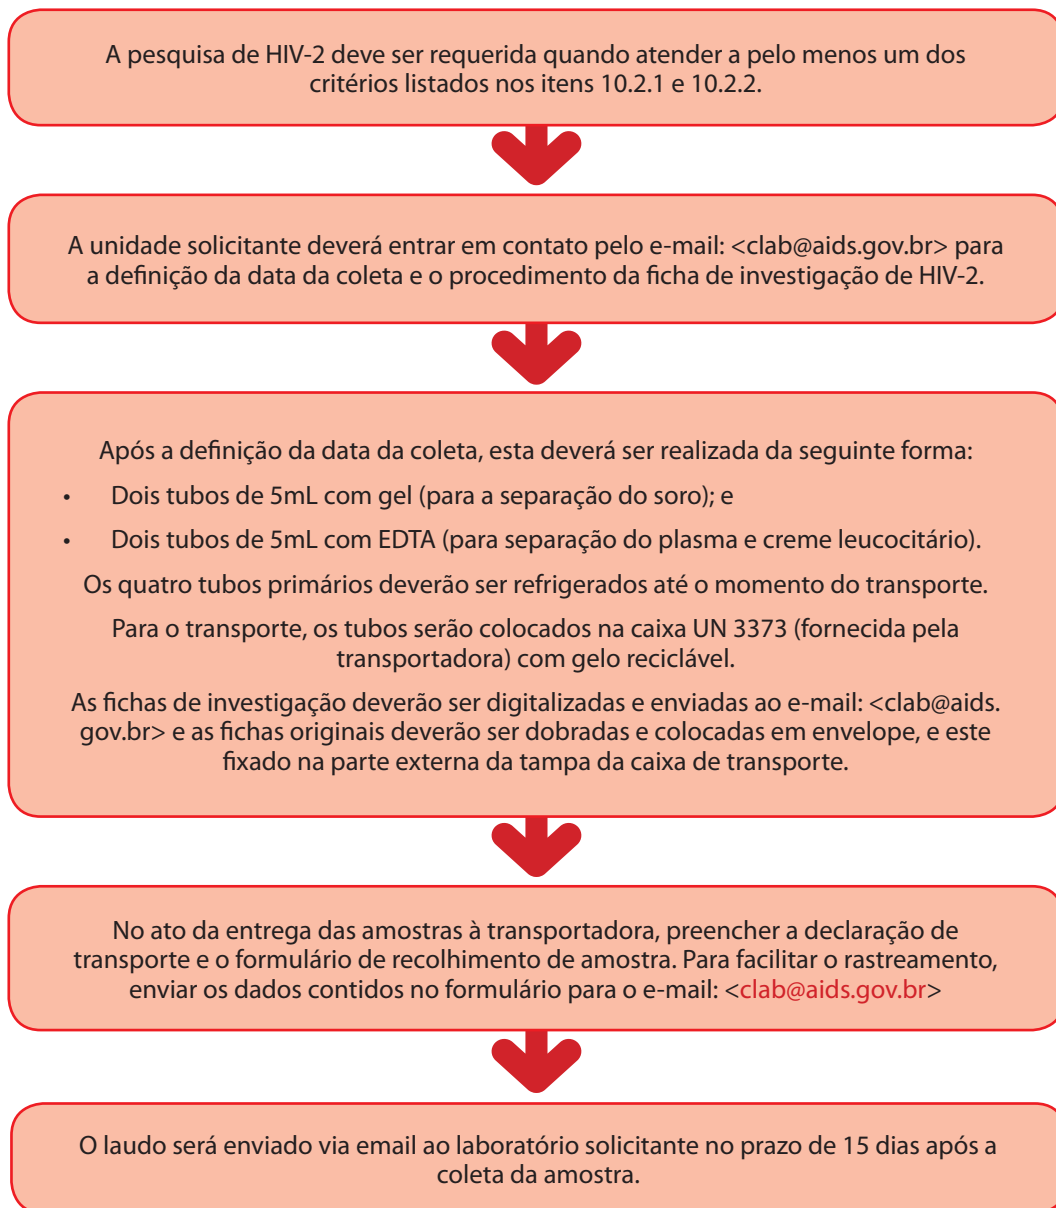 A pesquisa de HIV-2 deve ser requerida quando atender a pelo menos um dos
critérios listados nos itens 10.2.1 e 10.2.2.
A unidade solicitante deverá entrar em contato pelo e-mail: <clab@aids.gov.br> para
a definição da data da coleta e o procedimento da ficha de investigação de HIV-2.
Após a definição da data da coleta, esta deverá ser realizada da seguinte forma:
• Dois tubos de 5mL com gel (para a separação do soro); e
• Dois tubos de 5mL com EDTA (para separação do plasma e creme leucocitário).
Os quatro tubos primários deverão ser refrigerados até o momento do transporte.
Para o transporte, os tubos serão colocados na caixa UN 3373 (fornecida pela
transportadora) com gelo reciclável.
As fichas de investigação deverão ser digitalizadas e enviadas ao e-mail: <clab@aids.
gov.br> e as fichas originais deverão ser dobradas e colocadas em envelope, e este
fixado na parte externa da tampa da caixa de transporte.
No ato da entrega das amostras à transportadora, preencher a declaração de
transporte e o formulário de recolhimento de amostra. Para facilitar o rastreamento,
enviar os dados contidos no formulário para o e-mail: <clab@aids.gov.br>
O laudo será enviado via email ao laboratório solicitante no prazo de 15 dias após a
coleta da amostra.